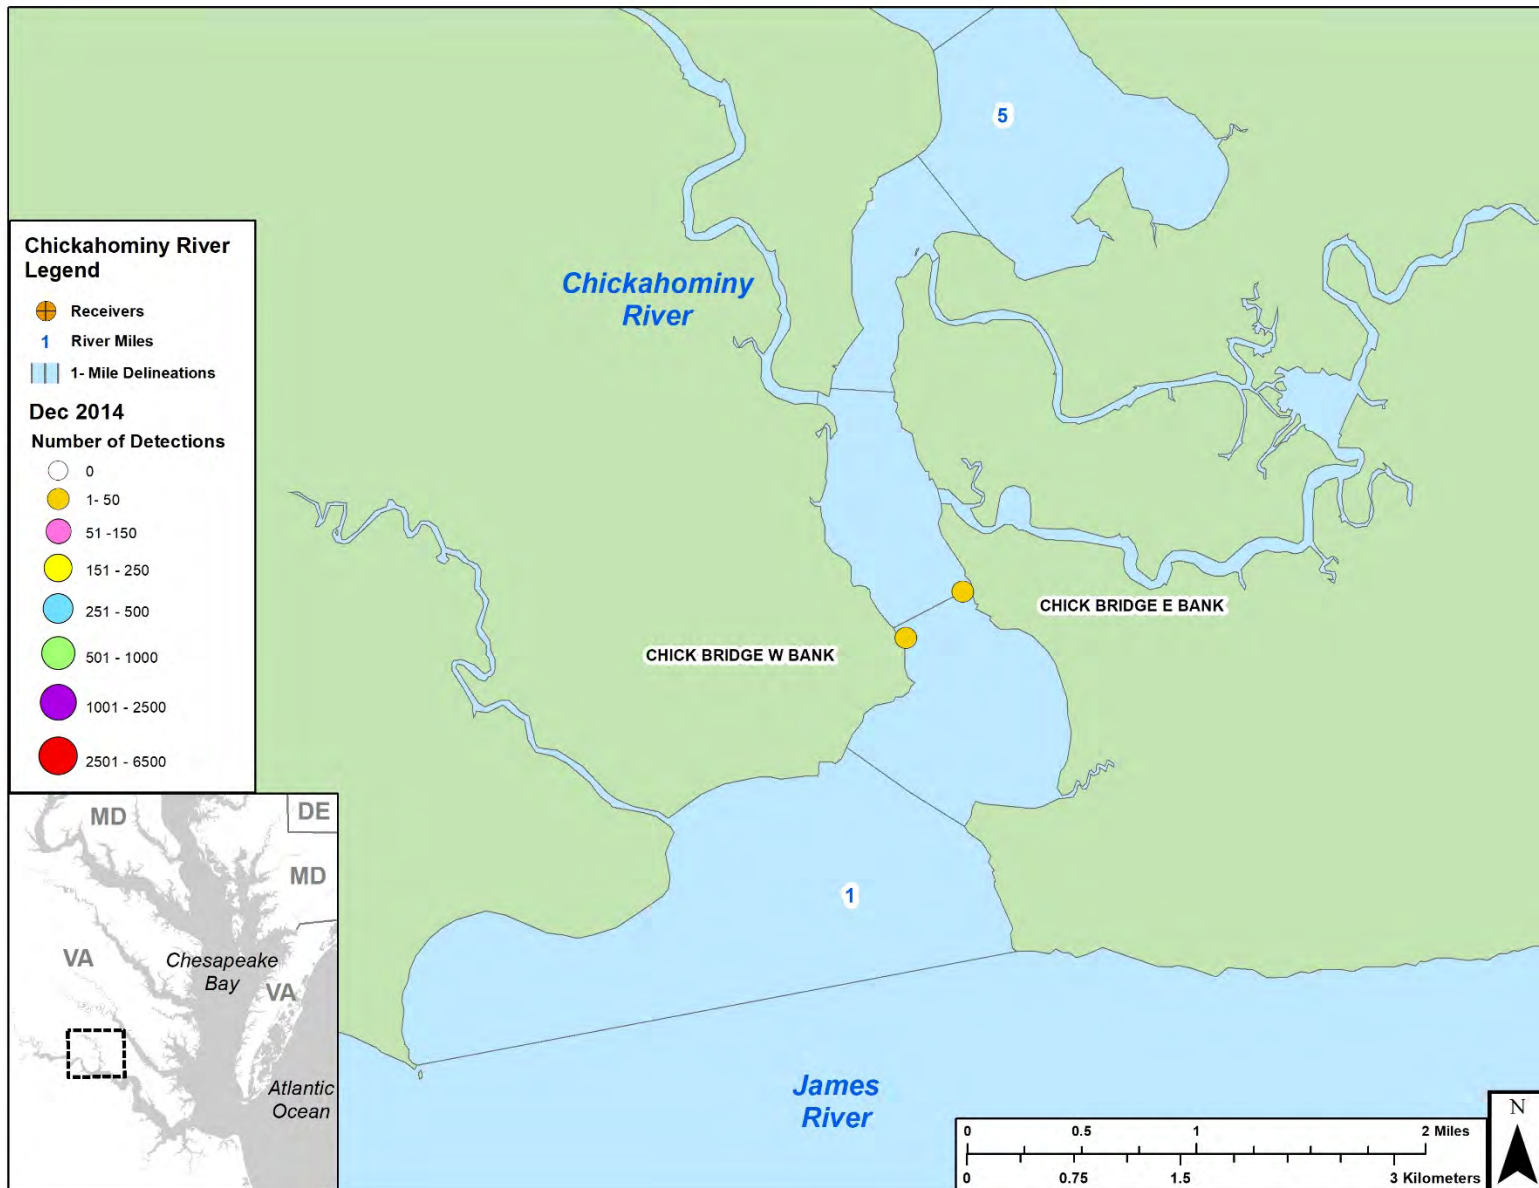 5
Chickahominy
River
Chickahominy River
Legend
Receivers
1 River Miles
1- Mile Delineations
Dec 2014
Number of Detections
0
1- 50
51 -150
151 - 250
251 - 500
501 - 1000
1001 - 2500
2501 - 6500
CHICK BRIDGE E BANK
CHICK BRIDGE W BANK
1
James
River
MD
DE
MD
VA
Chesapeake
Bay
VA
Atlantic
Ocean
0 0.5 1 2 Miles
0 0.75 1.5 3 Kilometers
N